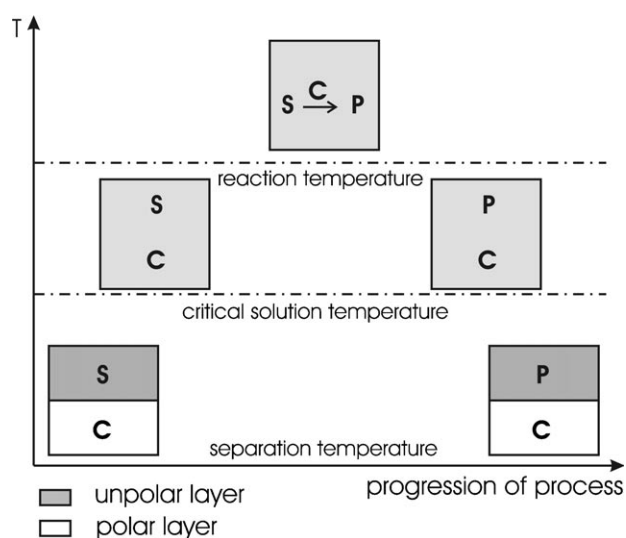 T
C
S → P
reaction temperature
S P
C C
critical solution temperature
S P
C C
separation temperature
progression of process
unpolar layer
polar layer